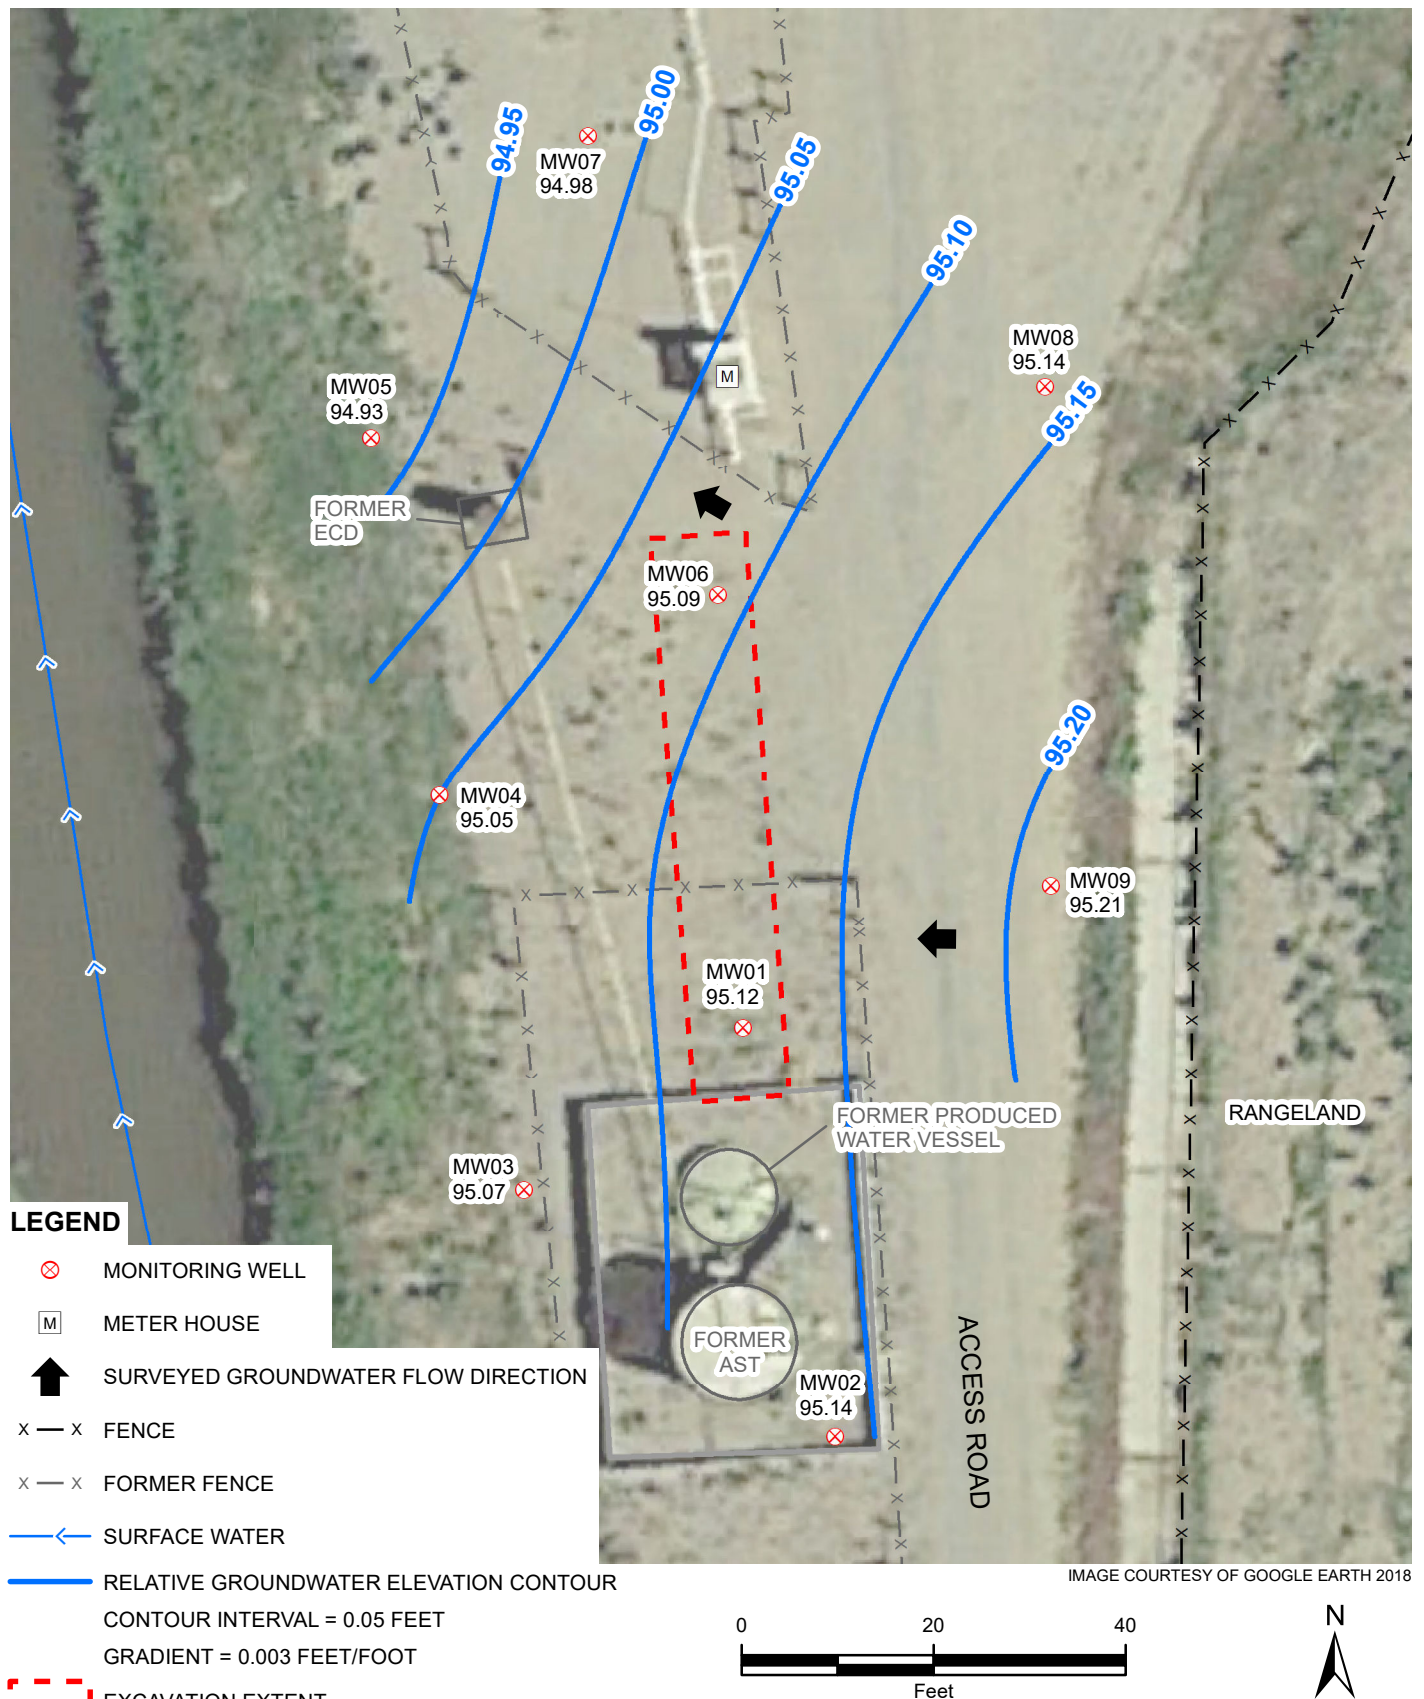 94.95
95.00
95.05
95.10
95.15
95.20
MW07
94.98
MW08
95.14
MW05
94.93
M
FORMER
ECD
MW06
95.09
MW04
95.05
MW09
95.21
MW01
95.12
FORMER PRODUCED
WATER VESSEL
RANGELAND
MW03
95.07
FORMER
AST
MW02
95.14
ACCESS ROAD
LEGEND
MONITORING WELL
M METER HOUSE
SURVEYED GROUNDWATER FLOW DIRECTION
X — X FENCE
X — X FORMER FENCE
SURFACE WATER
RELATIVE GROUNDWATER ELEVATION CONTOUR
CONTOUR INTERVAL = 0.05 FEET
GRADIENT = 0.003 FEET/FOOT
EXCAVATION EXTENT
IMAGE COURTESY OF GOOGLE EARTH 2018
0 20 40
Feet
N